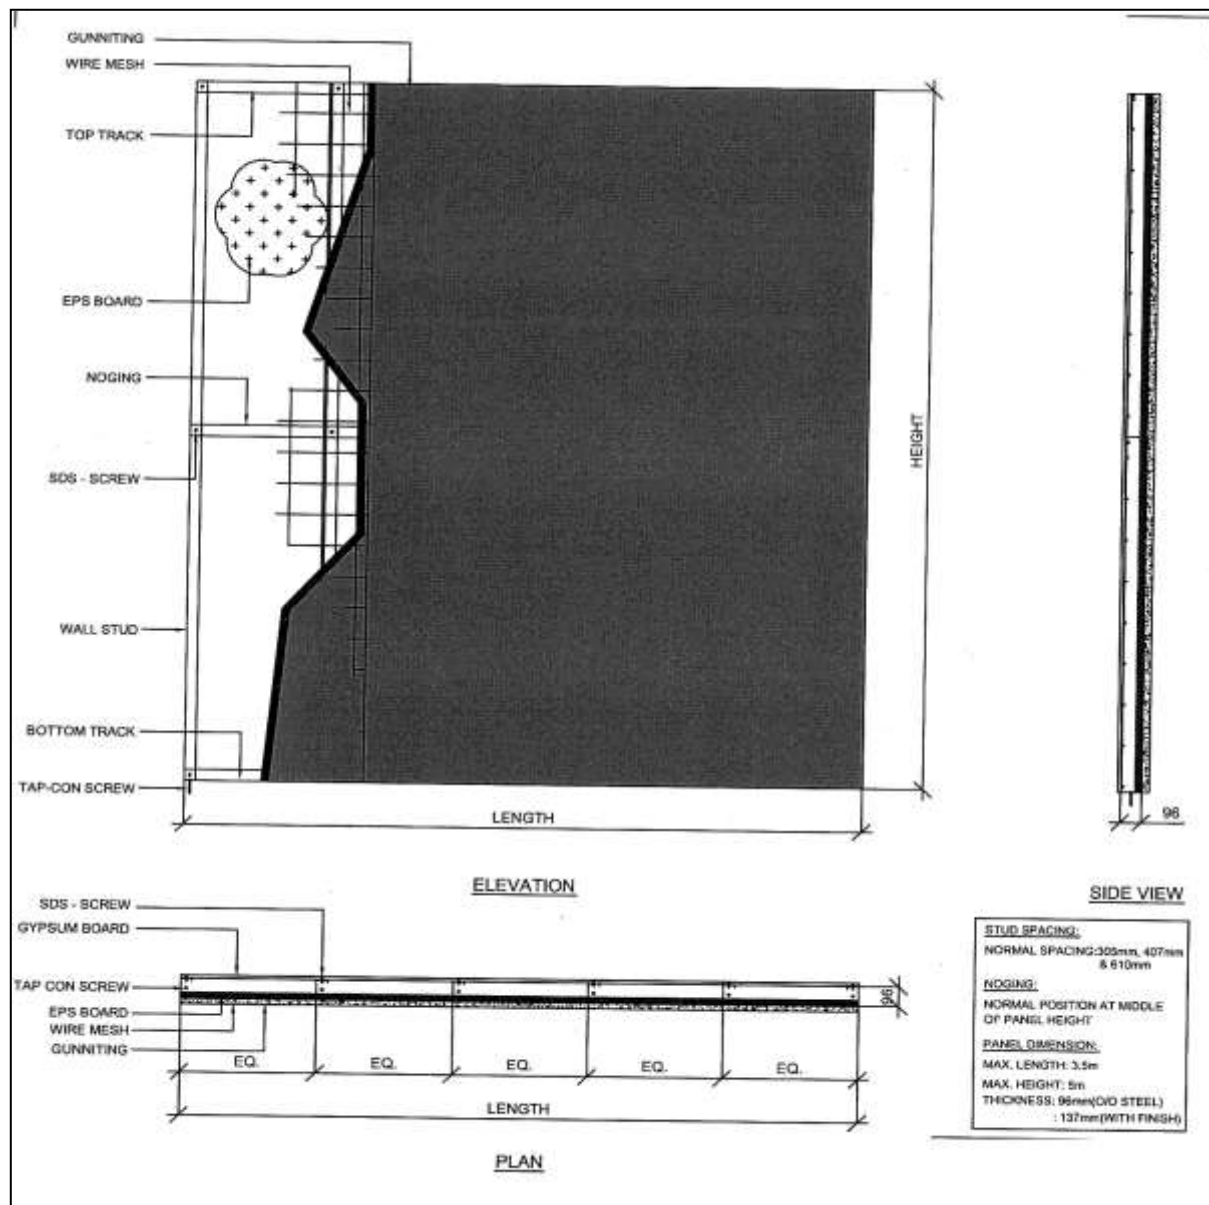 GUNNITING
WIRE MESH
TOP TRACK
EPS BOARD
NOGING
SDS - SCREW
WALL STUD
BOTTOM TRACK
TAP-CON SCREW
HEIGHT
LENGTH
96
ELEVATION
SIDE VIEW
SDS - SCREW
GYPSUM BOARD
TAP CON SCREW
EPS BOARD
WIRE MESH
GUNNITING
96
EQ. EQ. EQ. EQ. EQ.
LENGTH
PLAN
STUD SPACING:
NORMAL SPACING:305mm, 407mm
& 610mm
NOGING:
NORMAL POSITION AT MIDDLE
OF PANEL HEIGHT
PANEL DIMENSION:
MAX. LENGTH: 3.5m
MAX. HEIGHT: 5m
THICKNESS: 96mm(O/O STEEL)
: 137mm(WITH FINISH)